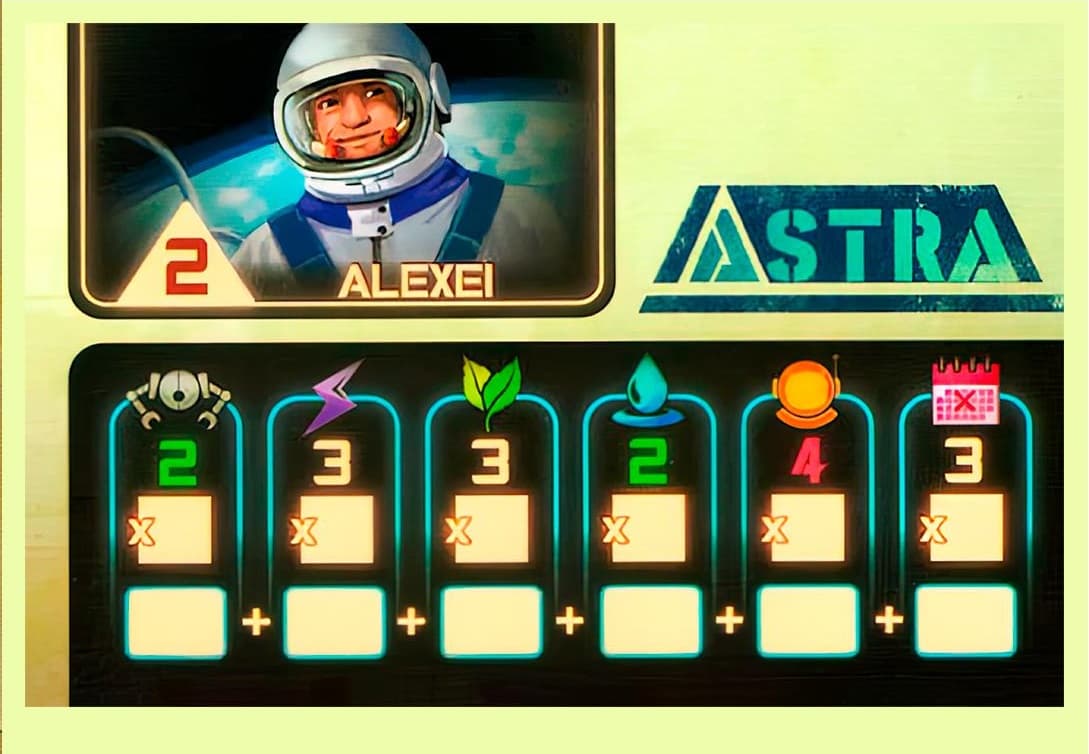 2
ALEXEI
ASTRA
2 3 3 2 4 3
x x x x x x
+ + + + +